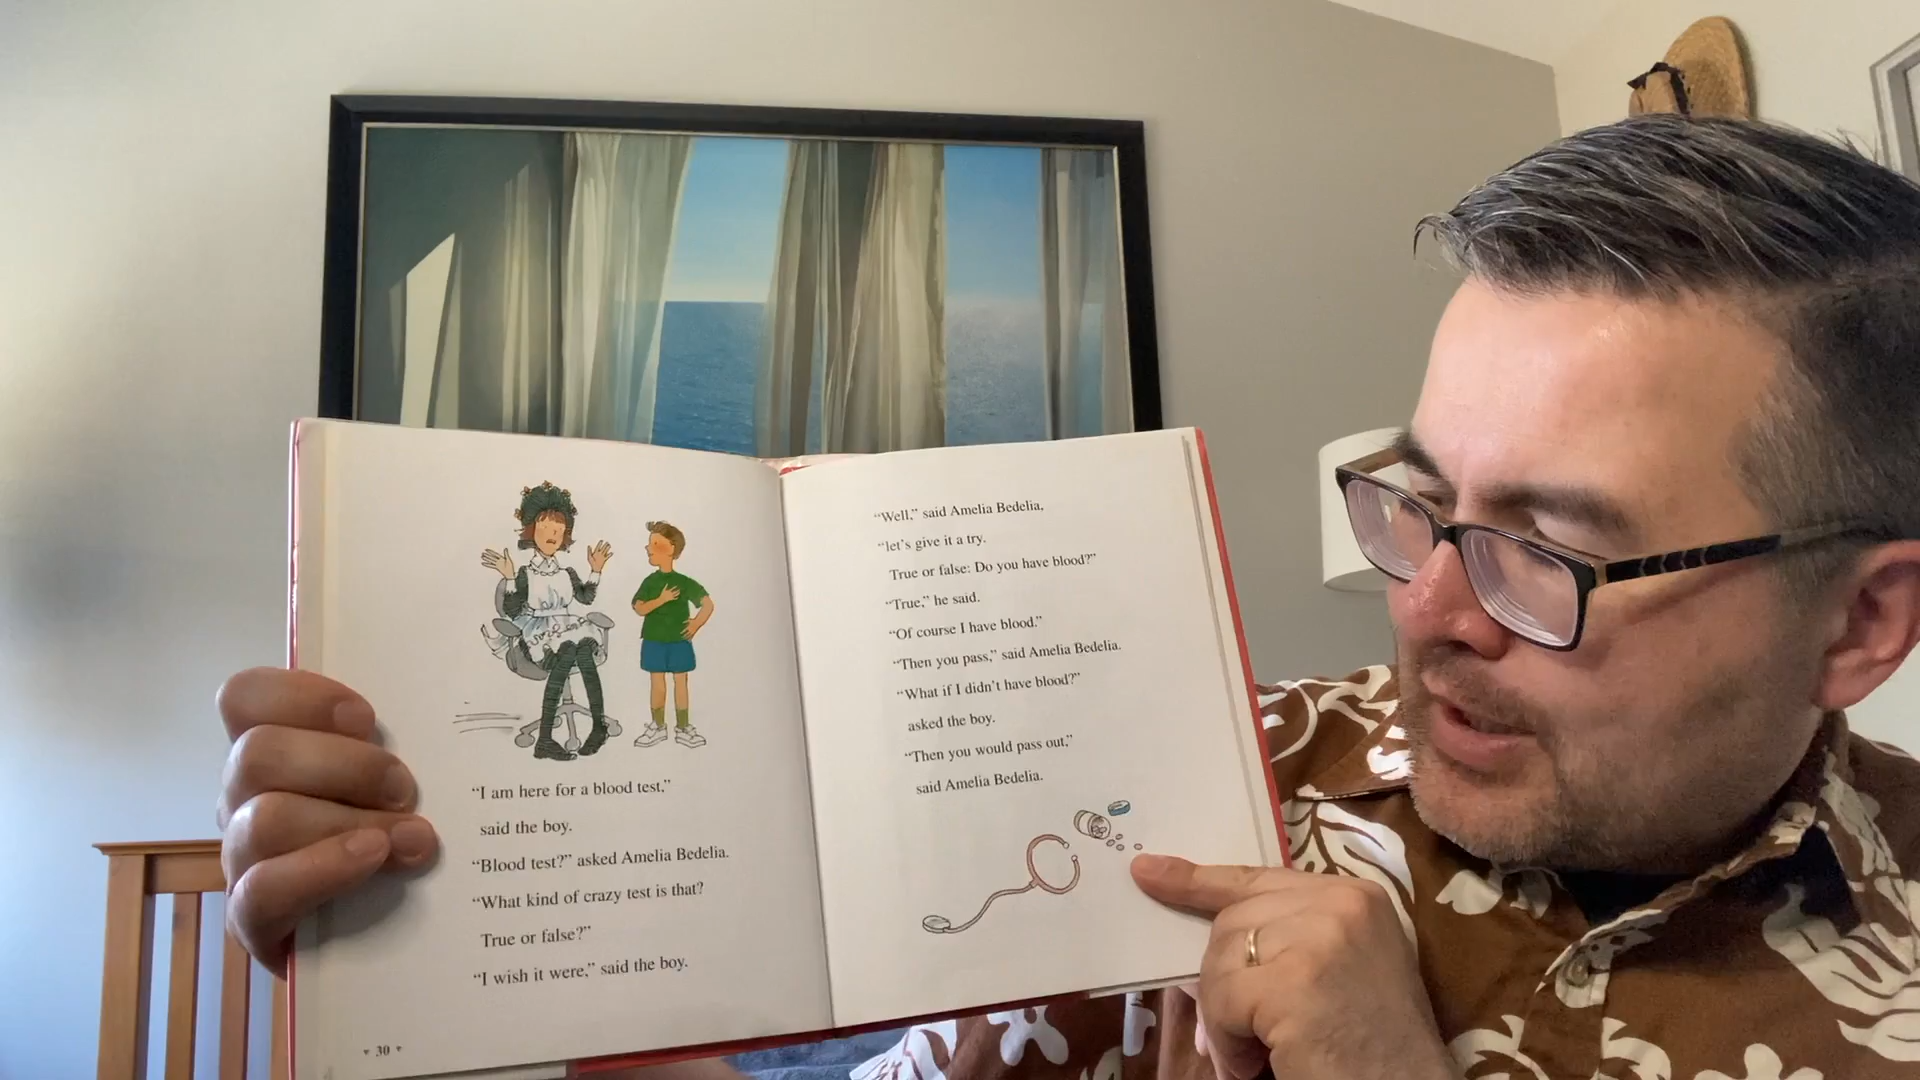 “I am here for a blood test,”
said the boy.
“Blood test?” asked Amelia Bedelia.
“What kind of crazy test is that?
True or false?”
“I wish it were,” said the boy.
30
“Well,” said Amelia Bedelia,
“let’s give it a try.
True or false: Do you have blood?”
“True,” he said.
“Of course I have blood.”
“Then you pass,” said Amelia Bedelia.
“What if I didn’t have blood?”
asked the boy.
“Then you would pass out,”
said Amelia Bedelia.